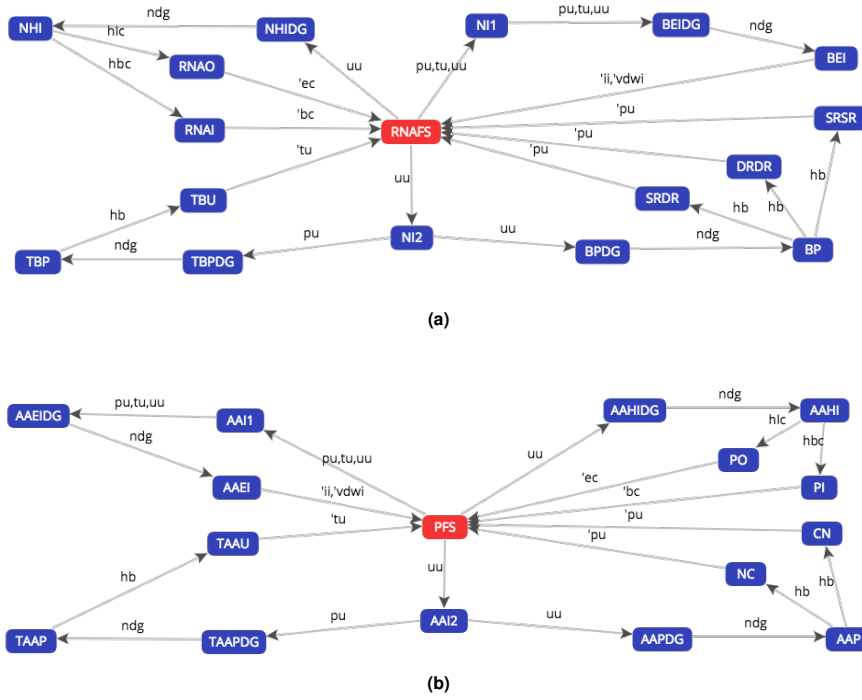 ndg
pu,tu,uu
NHI
NHIDG
NI1
BEIDG
ndg
hlc
BEI
RNAO
uu
pu,tu,uu
hbc
'ec
'ii,'vdwi
RNAI
'bc
RNAFS
'pu
SRSR
'pu
'tu
'pu
DRDR
hb
TBU
uu
SRDR
hb
hb
hb
pu
NI2
uu
ndg
BP
TBP
ndg
TBPDG
BPDG
(a)
AAEIDG
pu,tu,uu
AAI1
AAHIDG
ndg
AAHI
hlc
hbc
ndg
pu,tu,uu
uu
PO
AAEI
'ii,'vdwi
'ec
'bc
PI
'tu
PFS
'pu
CN
TAAU
'pu
uu
NC
hb
hb
hb
pu
AAI2
uu
ndg
TAAP
ndg
TAAPDG
AAPDG
AAP
(b)